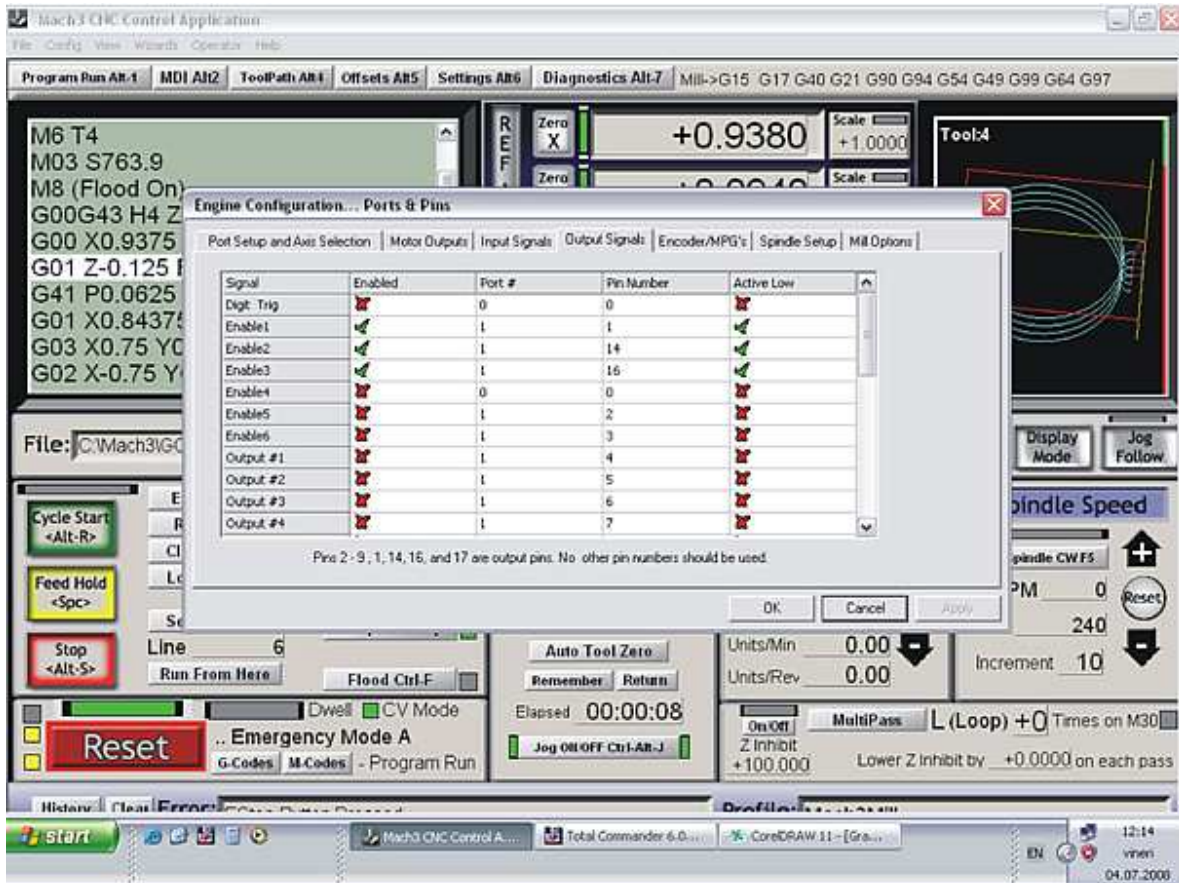 Mach3 CNC Control Application
File Config View Wizards Operator Help
Program Run Alt-1 MDI Alt2 ToolPath Alt4 Offsets Alt5 Settings Alt6 Diagnostics Alt-7 Mill->G15 G17 G40 G21 G90 G94 G54 G49 G99 G64 G97
M6 T4
M03 S763.9
M8 (Flood On)
G00G43 H4 Z
G00 X0.9375
G01 Z-0.125
G41 P0.0625
G01 X0.84375
G03 X0.75 Y0
G02 X-0.75 Y
REF
Zero X +0.9380 Scale +1.0000
Zero Scale
Tool:4
Engine Configuration... Ports & Pins
Port Setup and Axis Selection Motor Outputs Input Signals Output Signals Encoder/MPG's Spindle Setup Mill Options
Signal Enabled Port # Pin Number Active Low
Digit Trig 0 0
Enable1 1 1
Enable2 1 14
Enable3 1 16
Enable4 0 0
Enable5 1 2
Enable6 1 3
Output #1 1 4
Output #2 1 5
Output #3 1 6
Output #4 1 7
Pins 2 - 9 , 1, 14, 16, and 17 are output pins. No other pin numbers should be used.
OK Cancel Apply
File: C:\Mach3\GC
Display Mode
Jog Follow
Cycle Start <Alt-R>
Feed Hold <Spc>
Stop <Alt-S>
Line 6
Run From Here
Flood Ctrl-F
Auto Tool Zero
Remember Return
Elapsed 00:00:08
Jog ON/OFF Ctrl-Alt-J
Units/Min 0.00
Units/Rev 0.00
pindle Speed
pindle CW F5
PM 0
240
Reset
Increment 10
Dwell CV Mode
Reset
.. Emergency Mode A
G-Codes M-Codes - Program Run
On/Off
Z Inhibit
+100.000
MultiPass L (Loop) +0 Times on M30
Lower Z Inhibit by +0.0000 on each pass
History Clear Error:
Profile:
start
Mach3 CNC Control A....
Total Commander 6.0....
CorelDRAW 11 - [Gra...
EN
12:14
vineri
04.07.2008